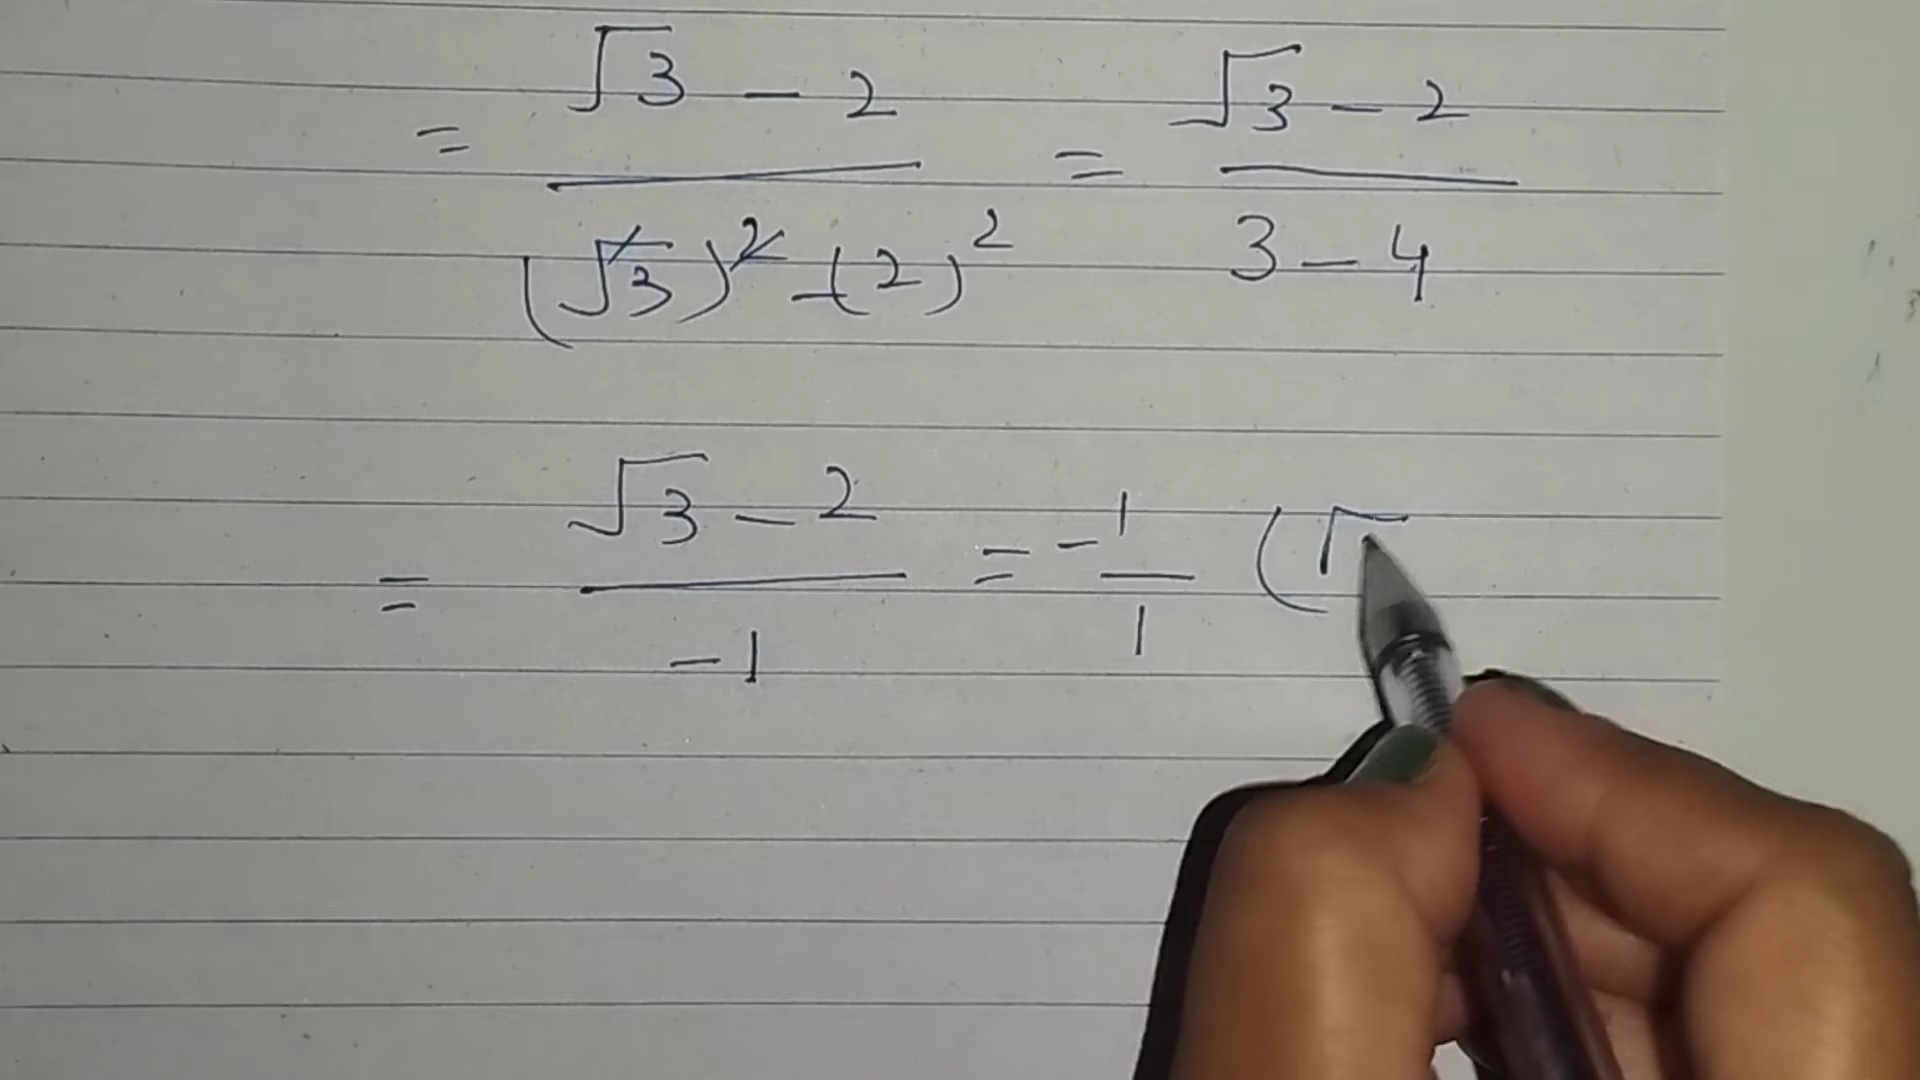 = √3 - 2 / (√3)² - (2)² = √3 - 2 / 3 - 4
= √3 - 2 / -1 = - 1 / 1 (√